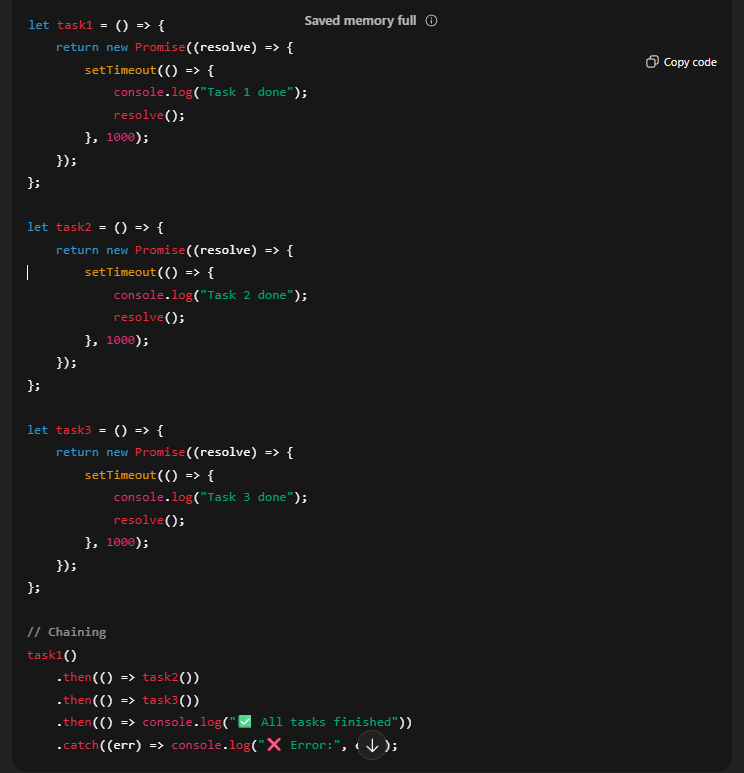 Saved memory full
Copy code
let task1 = () => {
    return new Promise((resolve) => {
        setTimeout(() => {
            console.log("Task 1 done");
            resolve();
        }, 1000);
    });
};

let task2 = () => {
    return new Promise((resolve) => {
        setTimeout(() => {
            console.log("Task 2 done");
            resolve();
        }, 1000);
    });
};

let task3 = () => {
    return new Promise((resolve) => {
        setTimeout(() => {
            console.log("Task 3 done");
            resolve();
        }, 1000);
    });
};

// Chaining
task1()
    .then(() => task2())
    .then(() => task3())
    .then(() => console.log("✅ All tasks finished"))
    .catch((err) => console.log("❌ Error:", );